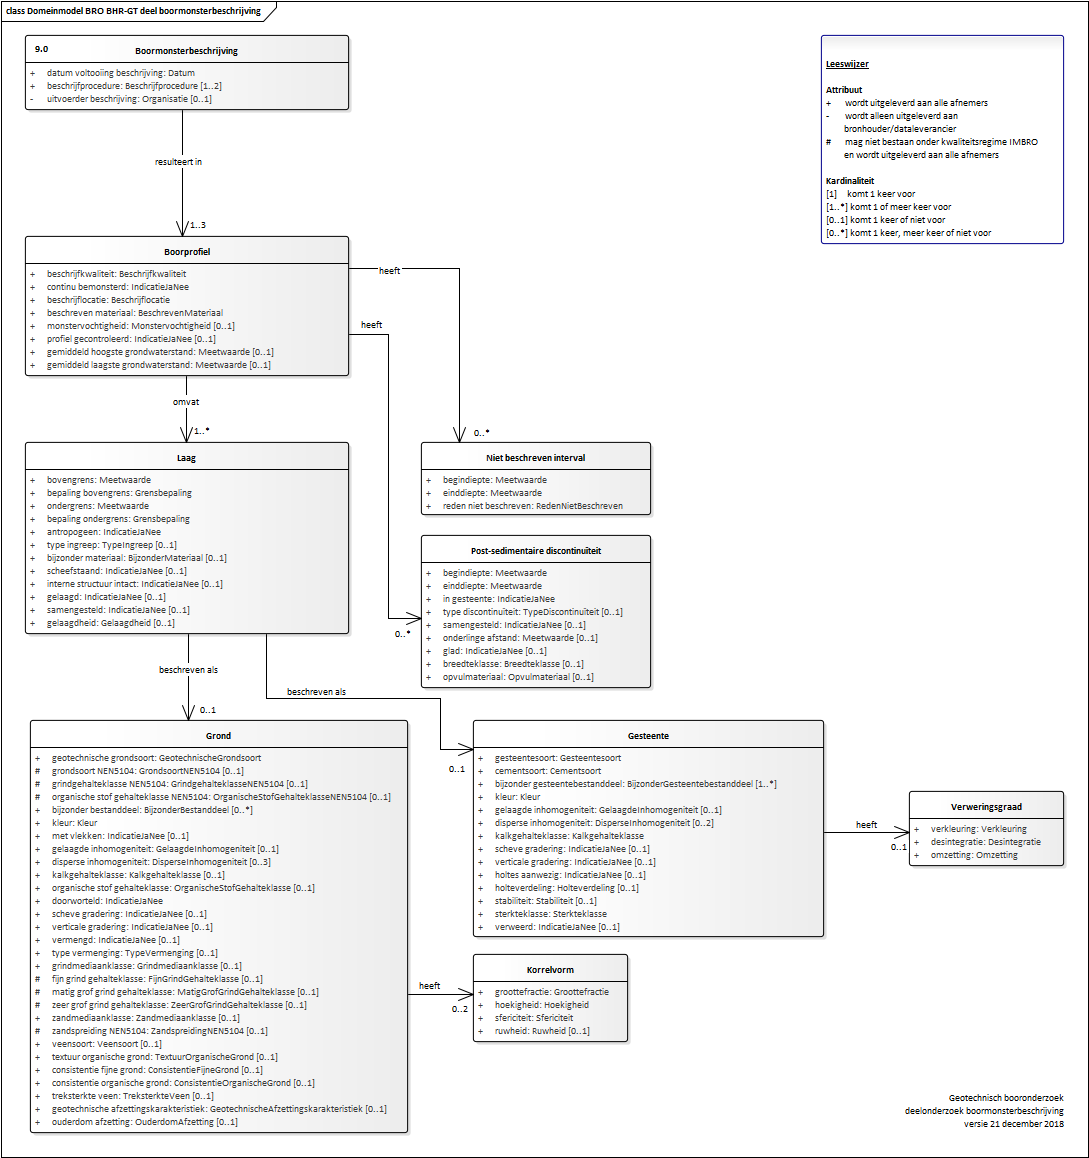 class Domeinmodel BRO BHR-GT deel boormonsterbeschrijving
9.0 Boormonsterbeschrijving
+ datum voltooiing beschrijving: Datum
+ beschrijfprocedure: Beschrijfprocedure [1..2]
- uitvoerder beschrijving: Organisatie [0..1]
Leeswijzer
Attribuut
+ wordt uitgeleverd aan alle afnemers
- wordt alleen uitgeleverd aan
bronhouder/dataleverancier
# mag niet bestaan onder kwaliteitsregime IMBRO
en wordt uitgeleverd aan alle afnemers
Kardinaliteit
[1] komt 1 keer voor
[1..*] komt 1 of meer keer voor
[0..1] komt 1 keer of niet voor
[0..*] komt 1 keer, meer keer of niet voor
resulteert in
1..3
Boorprofiel
+ beschrijfkwaliteit: Beschrijfkwaliteit
+ continu bemonsterd: IndicatieJaNee
+ beschrijflocatie: Beschrijflocatie
+ beschreven materiaal: BeschrevenMateriaal
+ monstervochtigheid: Monstervochtigheid [0..1]
+ profiel gecontroleerd: IndicatieJaNee [0..1]
+ gemiddeld hoogste grondwaterstand: Meetwaarde [0..1]
+ gemiddeld laagste grondwaterstand: Meetwaarde [0..1]
heeft
heeft
omvat
1..*
0..*
Laag
+ bovengrens: Meetwaarde
+ bepaling bovengrens: Grensbepaling
+ ondergrens: Meetwaarde
+ bepaling ondergrens: Grensbepaling
+ antropogeen: IndicatieJaNee
+ type ingreep: TypeIngreep [0..1]
+ bijzonder materiaal: BijzonderMateriaal [0..1]
+ scheefstaand: IndicatieJaNee [0..1]
+ interne structuur intact: IndicatieJaNee [0..1]
+ gelaagd: IndicatieJaNee [0..1]
+ samengesteld: IndicatieJaNee [0..1]
+ gelaagdheid: Gelaagdheid [0..1]
Niet beschreven interval
+ begindiepte: Meetwaarde
+ einddiepte: Meetwaarde
+ reden niet beschreven: RedenNietBeschreven
Post-sedimentaire discontinuïteit
+ begindiepte: Meetwaarde
+ einddiepte: Meetwaarde
+ in gesteente: IndicatieJaNee
+ type discontinuïteit: TypeDiscontinuïteit [0..1]
+ samengesteld: IndicatieJaNee [0..1]
+ onderlinge afstand: Meetwaarde [0..1]
+ glad: IndicatieJaNee [0..1]
+ breedteklasse: Breedteklasse [0..1]
+ opvulmateriaal: Opvulmateriaal [0..1]
0..*
beschreven als
0..1
beschreven als
0..1
Grond
+ geotechnische grondsoort: GeotechnischeGrondsoort
# grondsoort NEN5104: GrondsoortNEN5104 [0..1]
# grindgehalteklasse NEN5104: GrindgehalteklasseNEN5104 [0..1]
# organische stof gehalteklasse NEN5104: OrganischeStofGehalteklasseNEN5104 [0..1]
+ bijzonder bestanddeel: BijzonderBestanddeel [0..*]
+ kleur: Kleur
+ met vlekken: IndicatieJaNee [0..1]
+ gelaagde inhomogeniteit: GelaagdeInhomogeniteit [0..1]
+ disperse inhomogeniteit: DisperseInhomogeniteit [0..3]
+ kalkgehalteklasse: Kalkgehalteklasse [0..1]
+ organische stof gehalteklasse: OrganischeStofGehalteklasse [0..1]
+ doorworteld: IndicatieJaNee
+ scheve gradering: IndicatieJaNee [0..1]
+ verticale gradering: IndicatieJaNee [0..1]
+ vermengd: IndicatieJaNee [0..1]
+ type vermenging: TypeVermenging [0..1]
+ grindmediaanklasse: Grindmediaanklasse [0..1]
# fijn grind gehalteklasse: FijnGrindGehalteklasse [0..1]
# matig grof grind gehalteklasse: MatigGrofGrindGehalteklasse [0..1]
# zeer grof grind gehalteklasse: ZeerGrofGrindGehalteklasse [0..1]
+ zandmediaanklasse: Zandmediaanklasse [0..1]
# zandspreiding NEN5104: ZandspreidingNEN5104 [0..1]
+ veensoort: Veensoort [0..1]
+ textuur organische grond: TextuurOrganischeGrond [0..1]
+ consistentie fijne grond: ConsistentieFijneGrond [0..1]
+ consistentie organische grond: ConsistentieOrganischeGrond [0..1]
+ treksterkte veen: TreksterkteVeen [0..1]
+ geotechnische afzettingskarakteristiek: GeotechnischeAfzettingskarakteristiek [0..1]
+ ouderdom afzetting: OuderdomAfzetting [0..1]
Gesteente
+ gesteentesoort: Gesteentesoort
+ cementsoort: Cementsoort
+ bijzonder gesteentebestanddeel: BijzonderGesteentebestanddeel [1..*]
+ kleur: Kleur
+ gelaagde inhomogeniteit: GelaagdeInhomogeniteit [0..1]
+ disperse inhomogeniteit: DisperseInhomogeniteit [0..2]
+ kalkgehalteklasse: Kalkgehalteklasse
+ scheve gradering: IndicatieJaNee [0..1]
+ verticale gradering: IndicatieJaNee [0..1]
+ holtes aanwezig: IndicatieJaNee [0..1]
+ holteverdeling: Holteverdeling [0..1]
+ stabiliteit: Stabiliteit [0..1]
+ sterkteklasse: Sterkteklasse
+ verweerd: IndicatieJaNee [0..1]
heeft
0..1
Verweringsgraad
+ verkleuring: Verkleuring
+ desintegratie: Desintegratie
+ omzetting: Omzetting
heeft
0..2
Korrelvorm
+ groottefractie: Groottefractie
+ hoekigheid: Hoekigheid
+ sfericiteit: Sfericiteit
+ ruwheid: Ruwheid [0..1]
Geotechnisch booronderzoek
deelonderzoek boormonsterbeschrijving
versie 21 december 2018